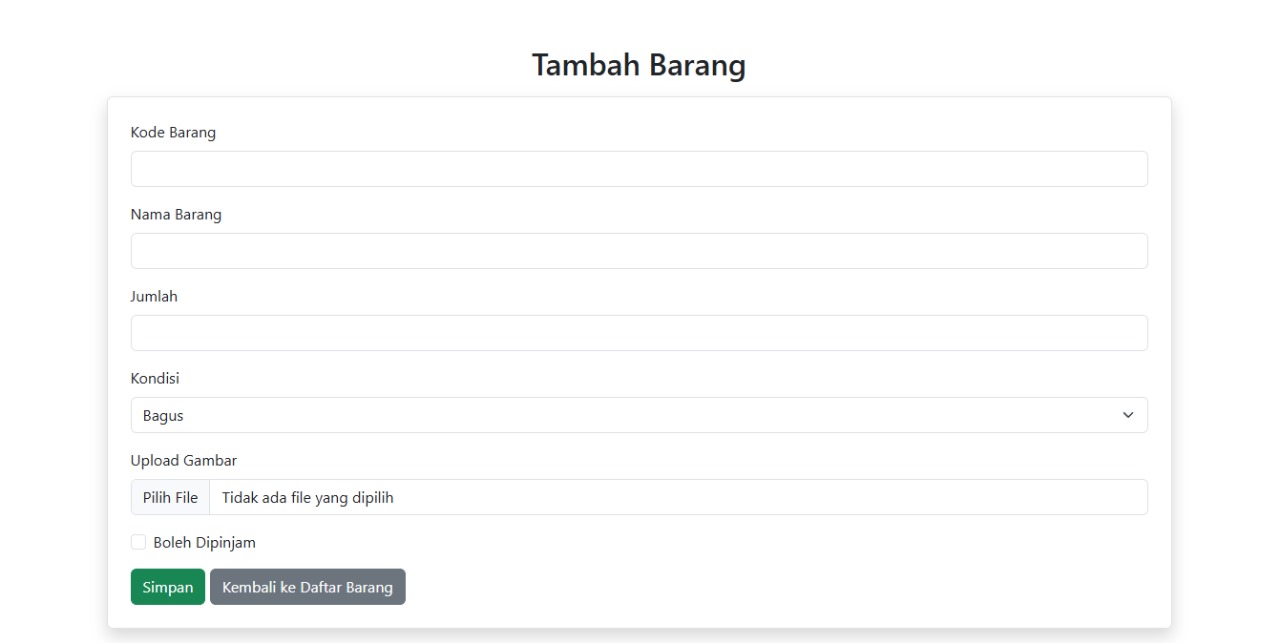 Tambah Barang
Kode Barang
Nama Barang
Jumlah
Kondisi
Bagus
Upload Gambar
Pilih File Tidak ada file yang dipilih
Boleh Dipinjam
Simpan Kembali ke Daftar Barang